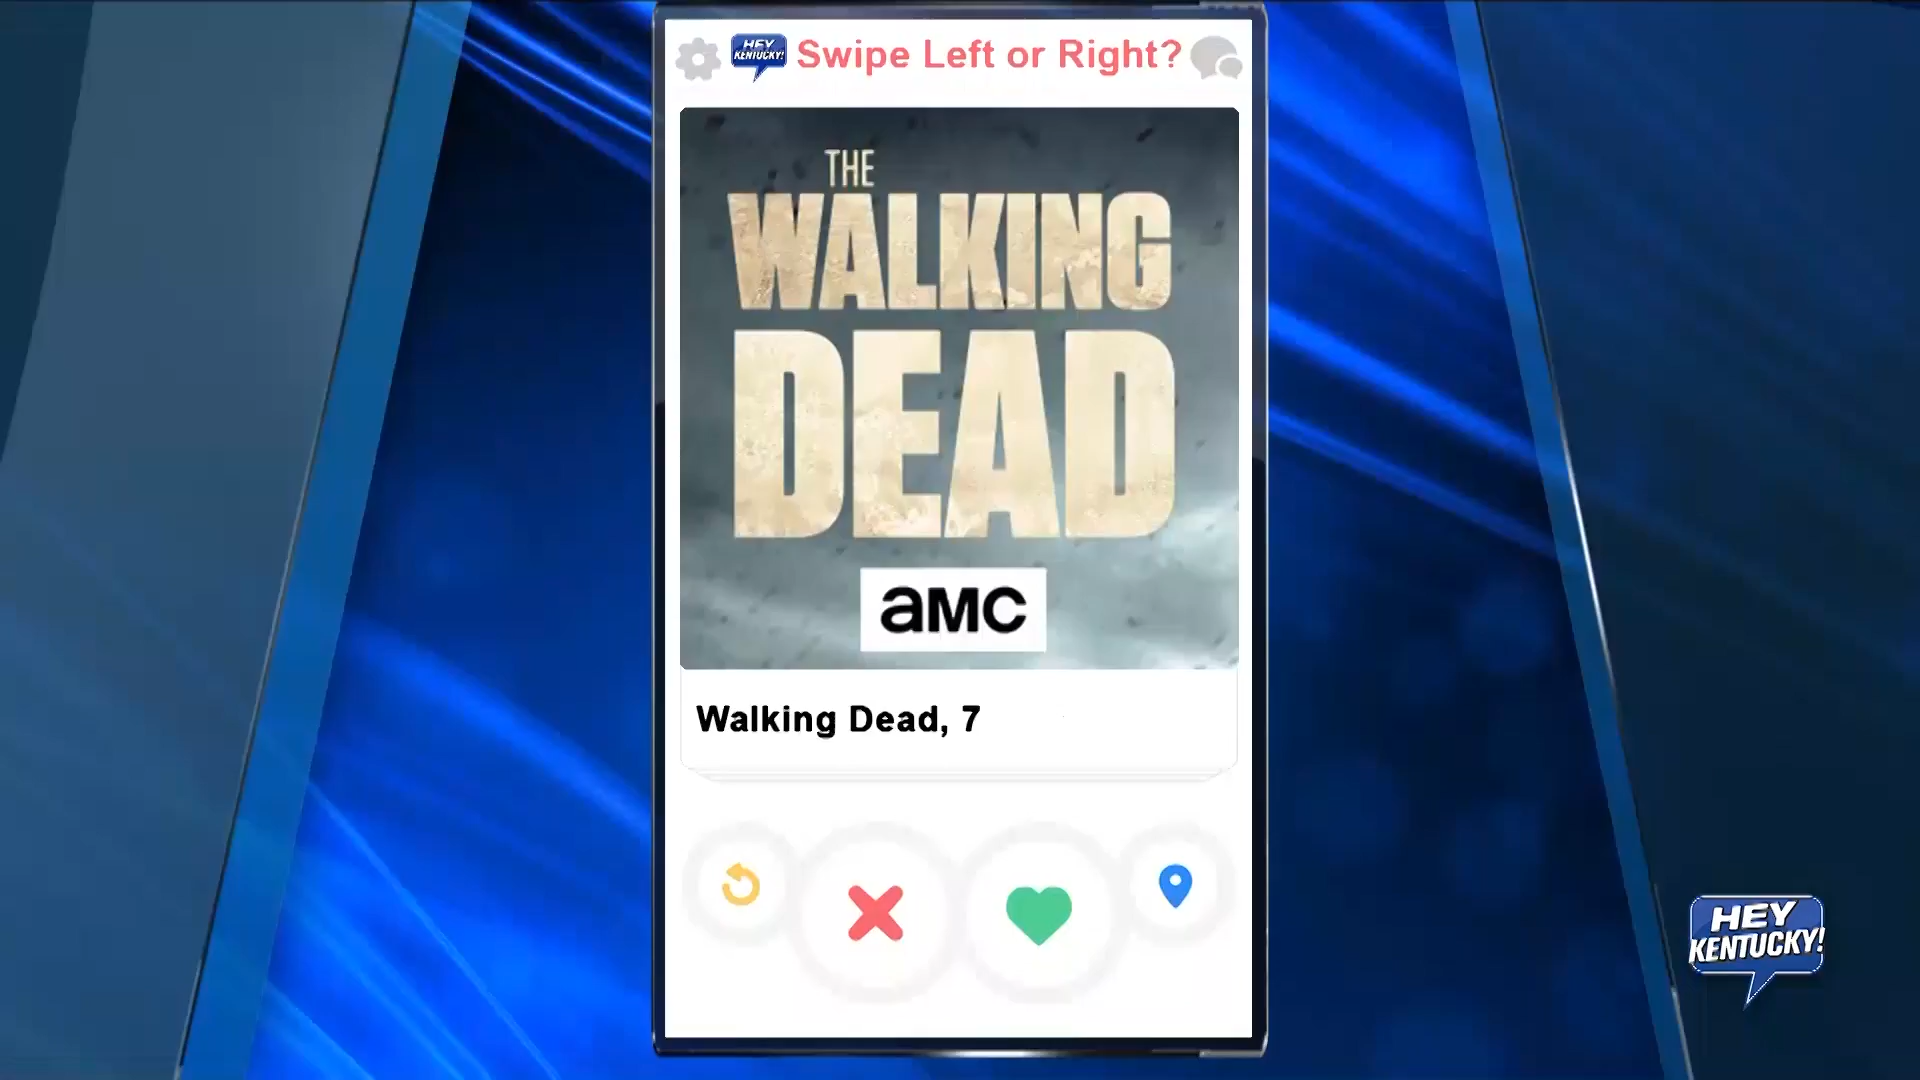 HEY
KENTUCKY!
Swipe Left or Right?
THE
WALKING
DEAD
aMC
Walking Dead, 7
HEY
KENTUCKY!